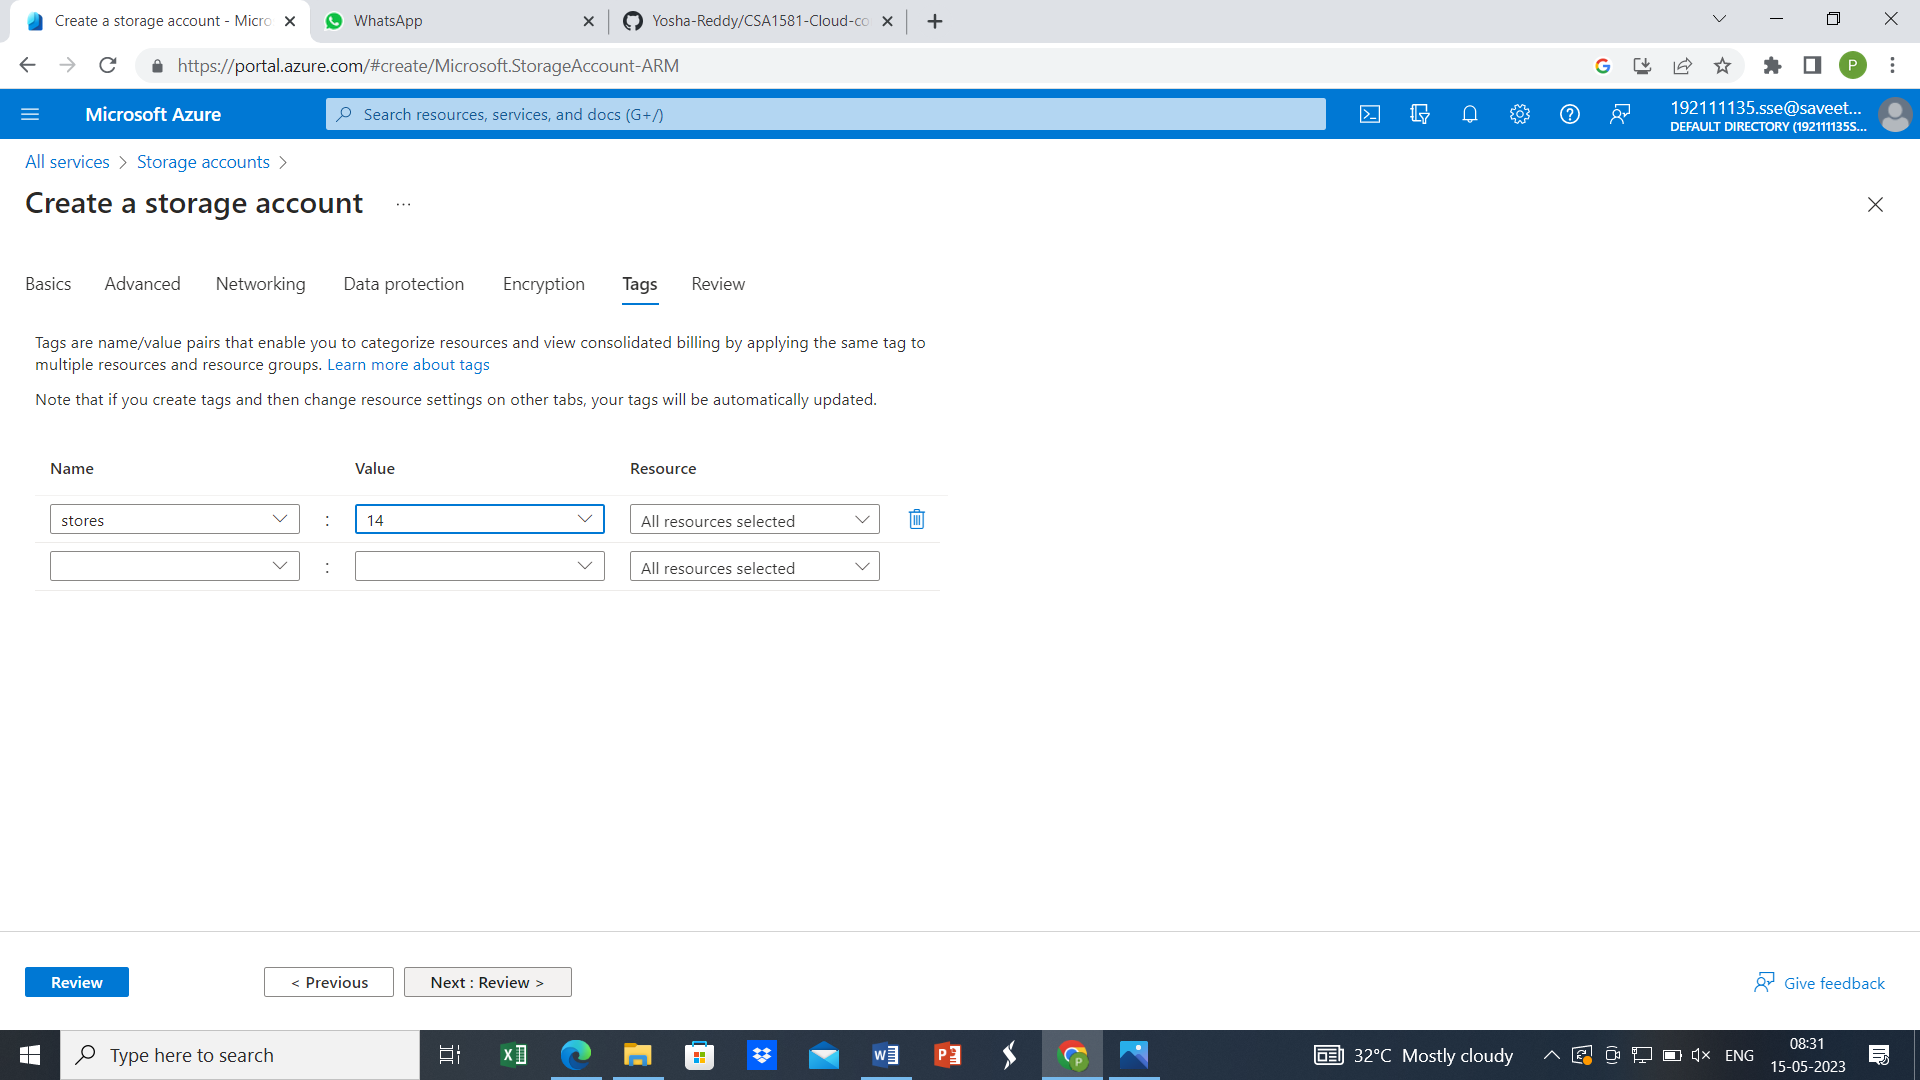 Create a storage account - Micro
WhatsApp
Yosha-Reddy/CSA1581-Cloud-co
https://portal.azure.com/#create/Microsoft.StorageAccount-ARM
P
Microsoft Azure
Search resources, services, and docs (G+/)
192111135.sse@saveet...
DEFAULT DIRECTORY (192111135S...
All services > Storage accounts >
Create a storage account ...
Basics Advanced Networking Data protection Encryption Tags Review
Tags are name/value pairs that enable you to categorize resources and view consolidated billing by applying the same tag to
multiple resources and resource groups. Learn more about tags
Note that if you create tags and then change resource settings on other tabs, your tags will be automatically updated.
Name Value Resource
stores : 14 All resources selected
: All resources selected
Review < Previous Next : Review > Give feedback
Type here to search
32°C Mostly cloudy
ENG
08:31
15-05-2023